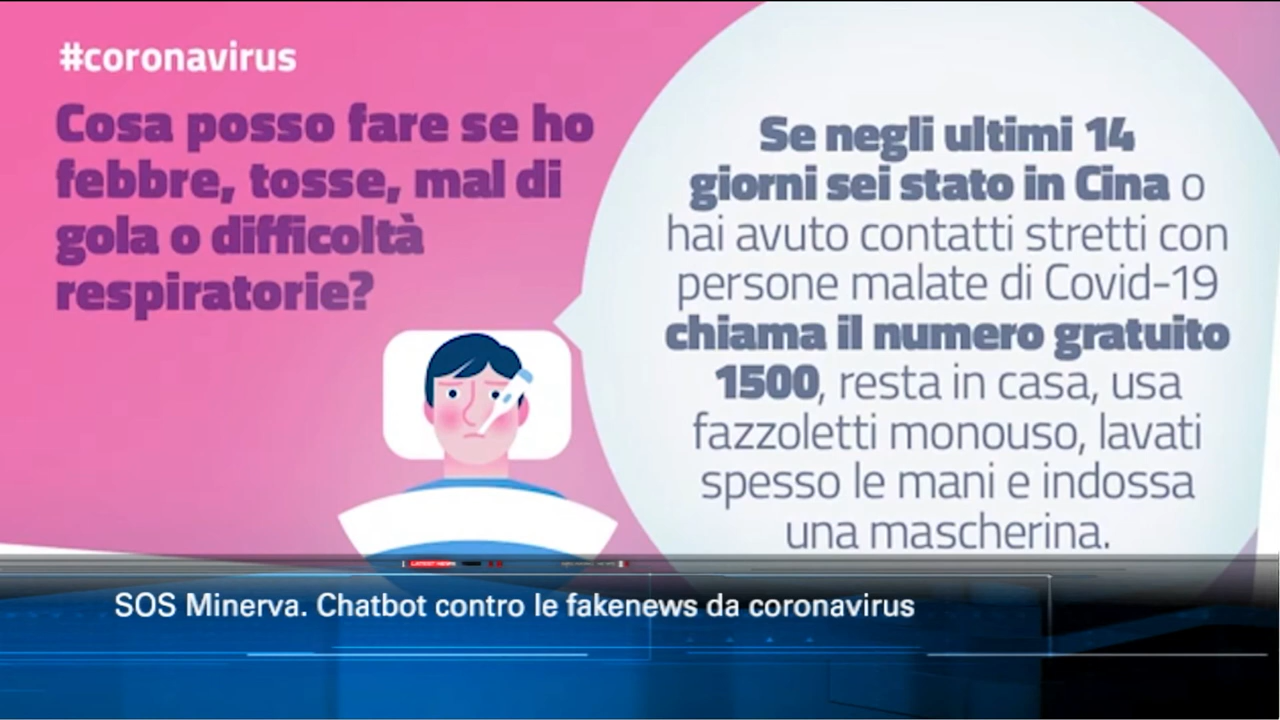 #coronavirus
Cosa posso fare se ho
febbre, tosse, mal di
gola o difficoltà
respiratorie?
Se negli ultimi 14
giorni sei stato in Cina o
hai avuto contatti stretti con
persone malate di Covid-19
chiama il numero gratuito
1500, resta in casa, usa
fazzoletti monouso, lavati
spesso le mani e indossa
una mascherina.
LATEST NEWS
SOS Minerva. Chatbot contro le fakenews da coronavirus